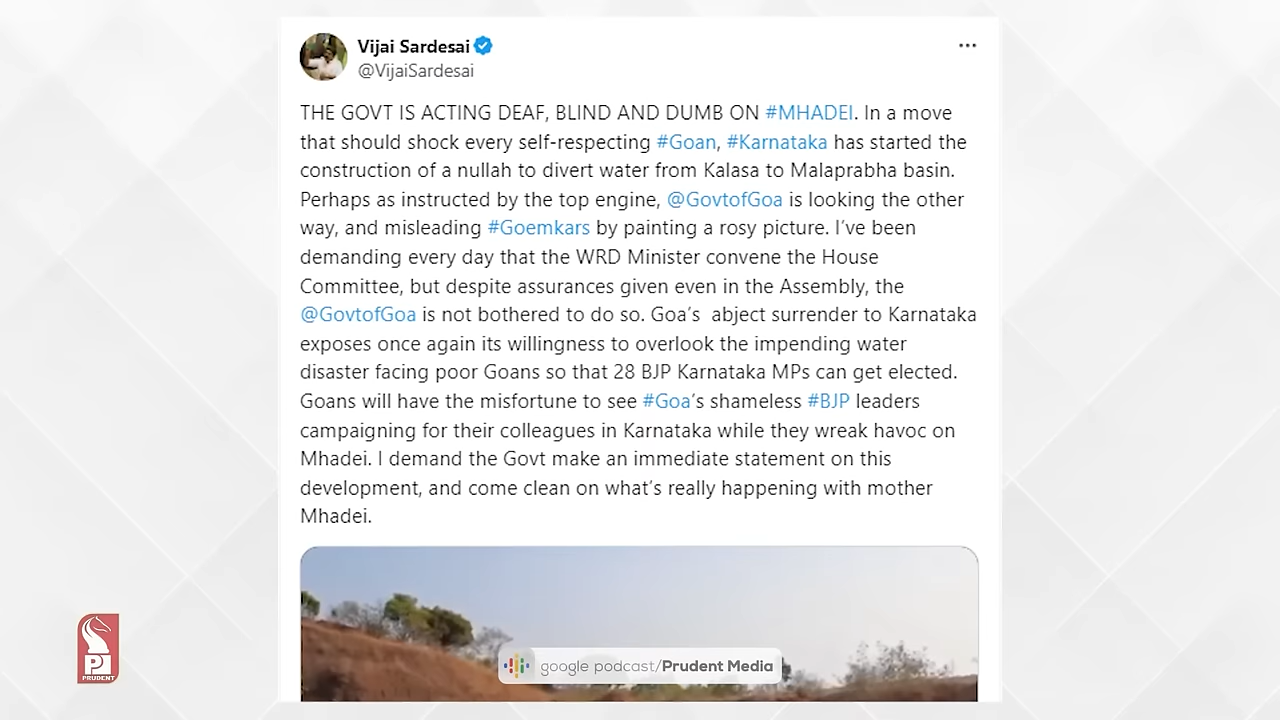 Vijai Sardesai
@VijaiSardesai
THE GOVT IS ACTING DEAF, BLIND AND DUMB ON #MHADEI. In a move
that should shock every self-respecting #Goan, #Karnataka has started the
construction of a nullah to divert water from Kalasa to Malaprabha basin.
Perhaps as instructed by the top engine, @GovtofGoa is looking the other
way, and misleading #Goemkars by painting a rosy picture. I’ve been
demanding every day that the WRD Minister convene the House
Committee, but despite assurances given even in the Assembly, the
@GovtofGoa is not bothered to do so. Goa’s  abject surrender to Karnataka
exposes once again its willingness to overlook the impending water
disaster facing poor Goans so that 28 BJP Karnataka MPs can get elected.
Goans will have the misfortune to see #Goa’s shameless #BJP leaders
campaigning for their colleagues in Karnataka while they wreak havoc on
Mhadei. I demand the Govt make an immediate statement on this
development, and come clean on what’s really happening with mother
Mhadei.
google podcast/Prudent Media
P
PRUDENT